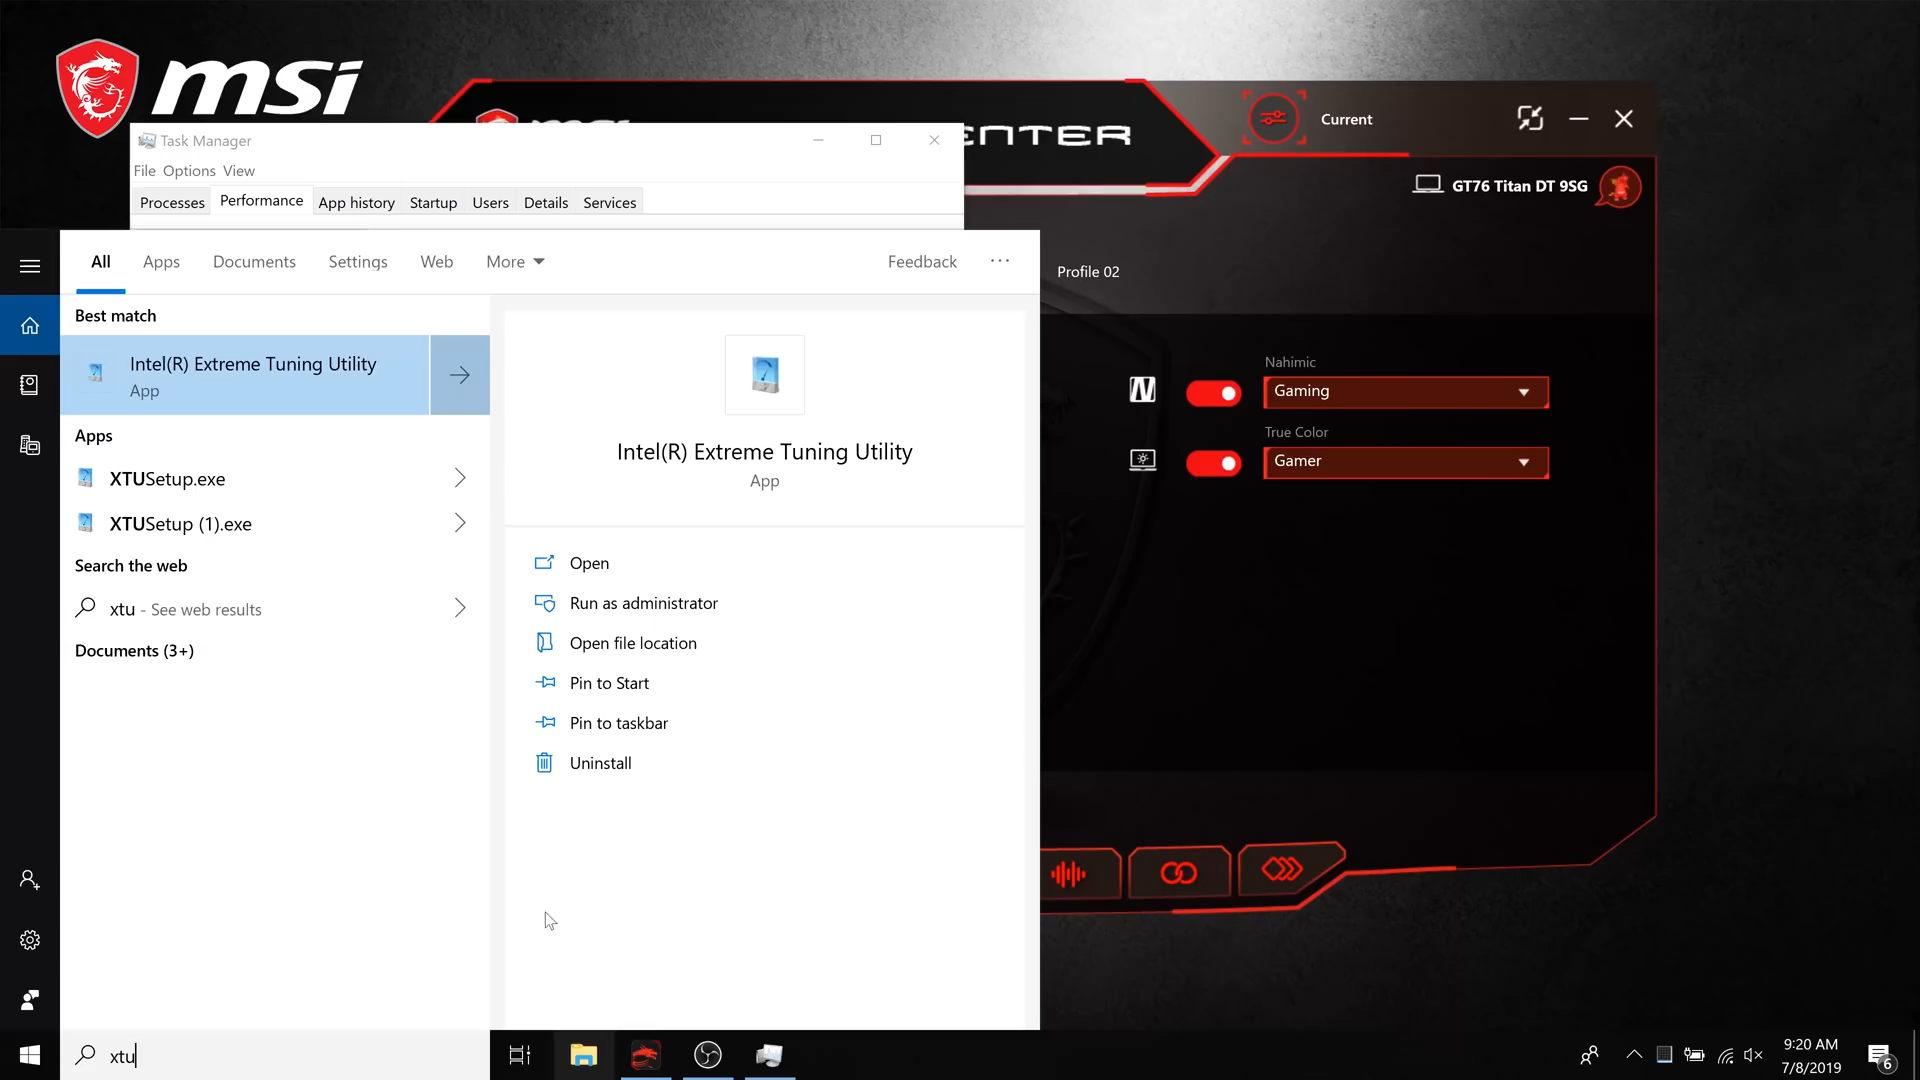 msi
ENTER
Current
Task Manager
File Options View
Processes Performance App history Startup Users Details Services
GT76 Titan DT 9SG
All Apps Documents Settings Web More Feedback ...
Profile 02
Best match
Intel(R) Extreme Tuning Utility
App
Apps
XTUSetup.exe
XTUSetup (1).exe
Search the web
xtu - See web results
Documents (3+)
Intel(R) Extreme Tuning Utility
App
Open
Run as administrator
Open file location
Pin to Start
Pin to taskbar
Uninstall
Nahimic
Gaming
True Color
Gamer
xtu
9:20 AM
7/8/2019
6